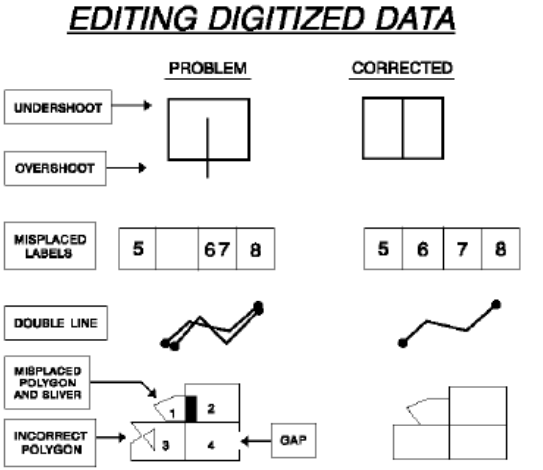 EDITING DIGITIZED DATA
PROBLEM
CORRECTED
UNDERSHOOT
OVERSHOOT
MISPLACED
LABELS
5 67 8
5 6 7 8
DOUBLE LINE
MISPLACED
POLYGON
AND SLIVER
1 2
INCORRECT
POLYGON
3 4
GAP